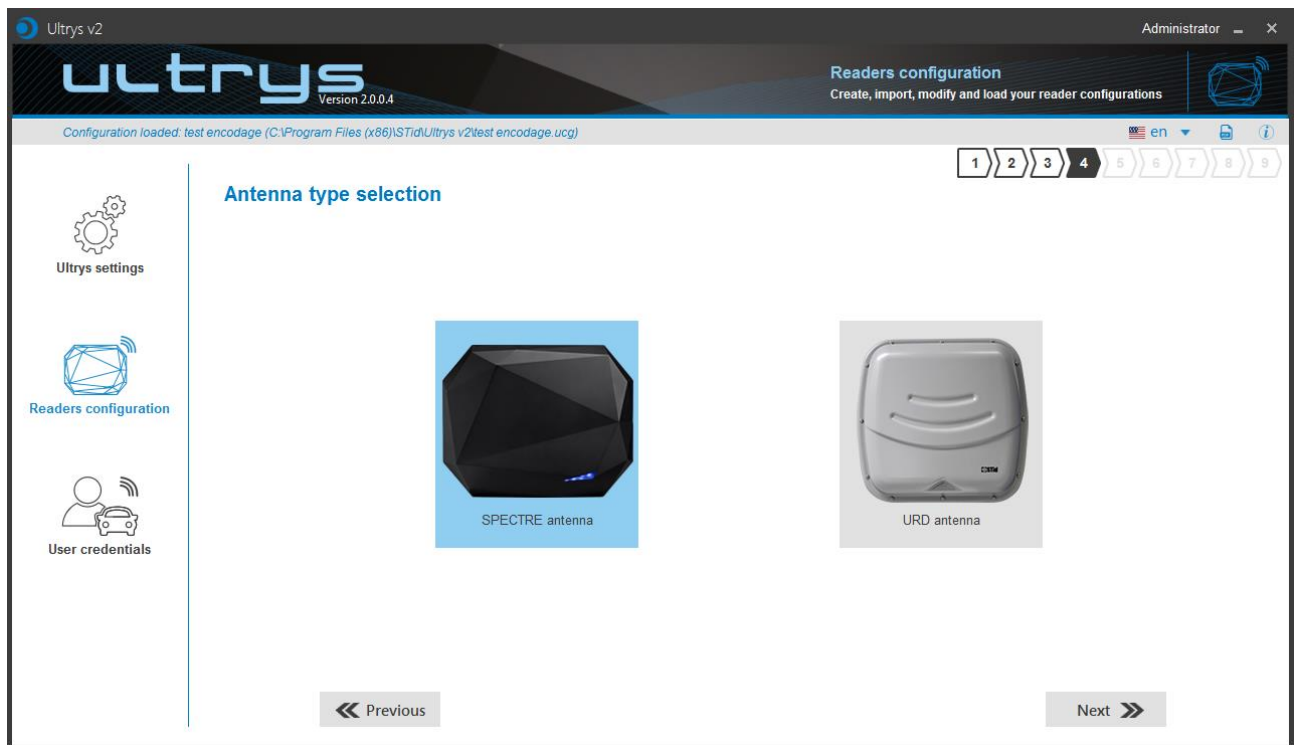 Ultrys v2
Administrator
ultrys
Version 2.0.0.4
Readers configuration
Create, import, modify and load your reader configurations
Configuration loaded: test encodage (C:\Program Files (x86)\STid\Ultrys v2\test encodage.ucg)
en
1 2 3 4 5 6 7 8 9
Antenna type selection
Ultrys settings
Readers configuration
User credentials
SPECTRE antenna
URD antenna
Previous
Next